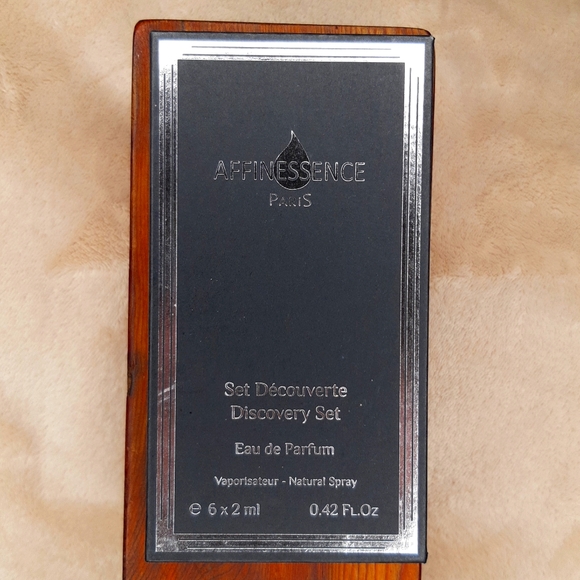 AFFINESSENCE
PARIS
Set Découverte
Discovery Set
Eau de Parfum
Vaporisateur - Natural Spray
℮ 6 x 2 ml 0.42 FL.OZ